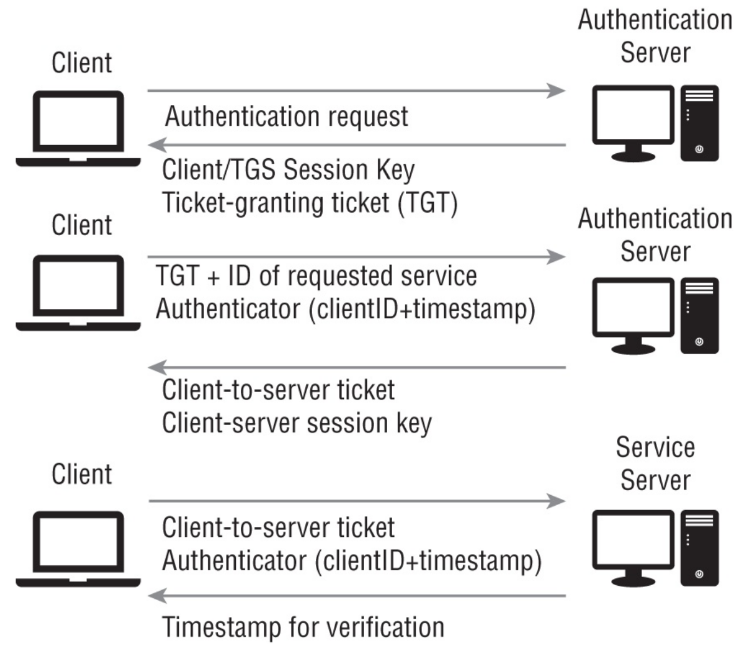 Authentication
Server
Client
Authentication request
Client/TGS Session Key
Ticket-granting ticket (TGT)
Client
Authentication
Server
TGT + ID of requested service
Authenticator (clientID+timestamp)
Client-to-server ticket
Client-server session key
Service
Server
Client
Client-to-server ticket
Authenticator (clientID+timestamp)
Timestamp for verification